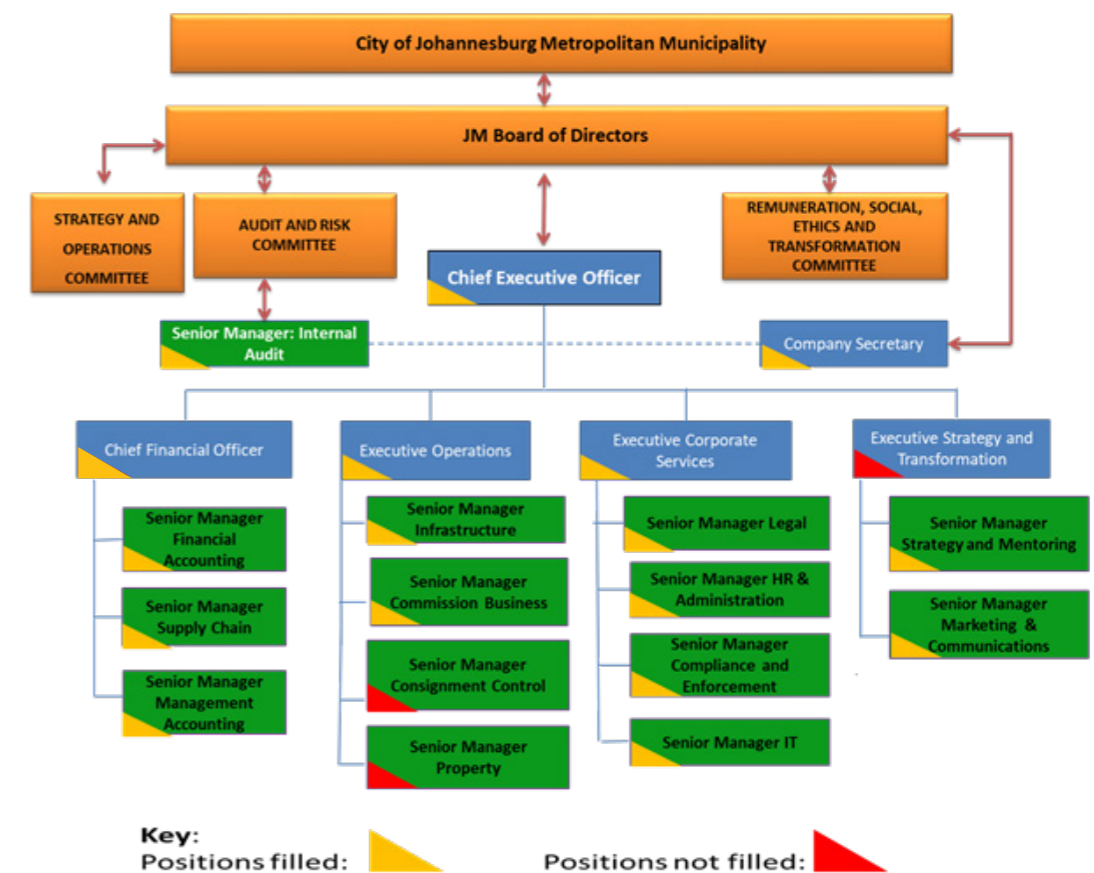 City of Johannesburg Metropolitan Municipality
JM Board of Directors
STRATEGY AND
OPERATIONS
COMMITTEE
AUDIT AND RISK
COMMITTEE
REMUNERATION, SOCIAL,
ETHICS AND
TRANSFORMATION
COMMITTEE
Chief Executive Officer
Senior Manager: Internal
Audit
Company Secretary
Chief Financial Officer
Executive Operations
Executive Corporate
Services
Executive Strategy and
Transformation
Senior Manager
Financial
Accounting
Senior Manager
Supply Chain
Senior Manager
Management
Accounting
Senior Manager
Infrastructure
Senior Manager
Commission Business
Senior Manager
Consignment Control
Senior Manager
Property
Senior Manager Legal
Senior Manager HR &
Administration
Senior Manager
Compliance and
Enforcement
Senior Manager IT
Senior Manager
Strategy and Mentoring
Senior Manager
Marketing &
Communications
Key:
Positions filled:
Positions not filled: